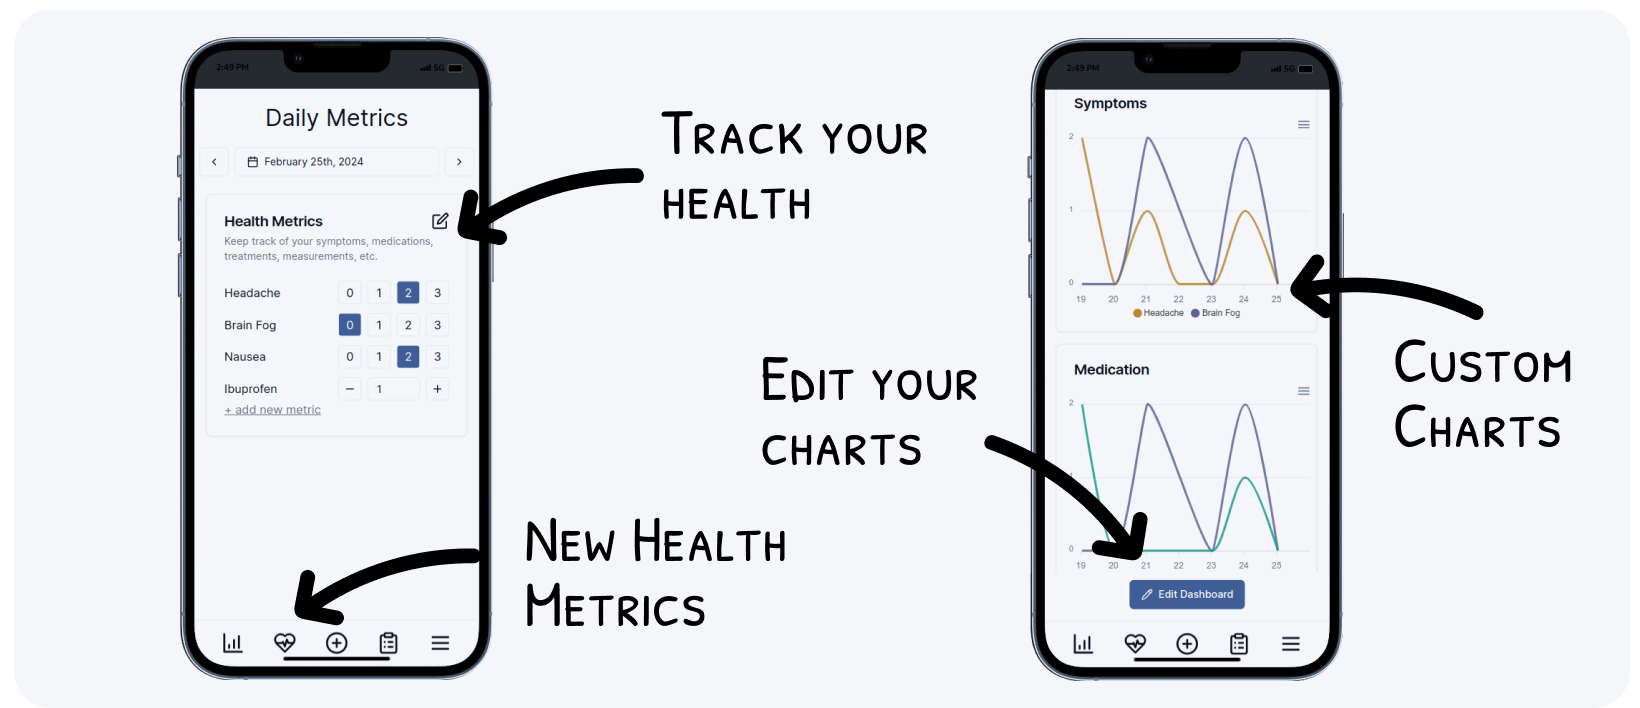 2:49 PM
5G
Daily Metrics
February 25th, 2024
Health Metrics
Keep track of your symptoms, medications,
treatments, measurements, etc.
Headache 0 1 2 3
Brain Fog 0 1 2 3
Nausea 0 1 2 3
Ibuprofen − 1 +
+ add new metric
TRACK YOUR
HEALTH
NEW HEALTH
METRICS
EDIT YOUR
CHARTS
2:49 PM
5G
Symptoms
2
1
0
19 20 21 22 23 24 25
Headache Brain Fog
Medication
2
0
19 20 21 22 23 24 25
Edit Dashboard
CUSTOM
CHARTS